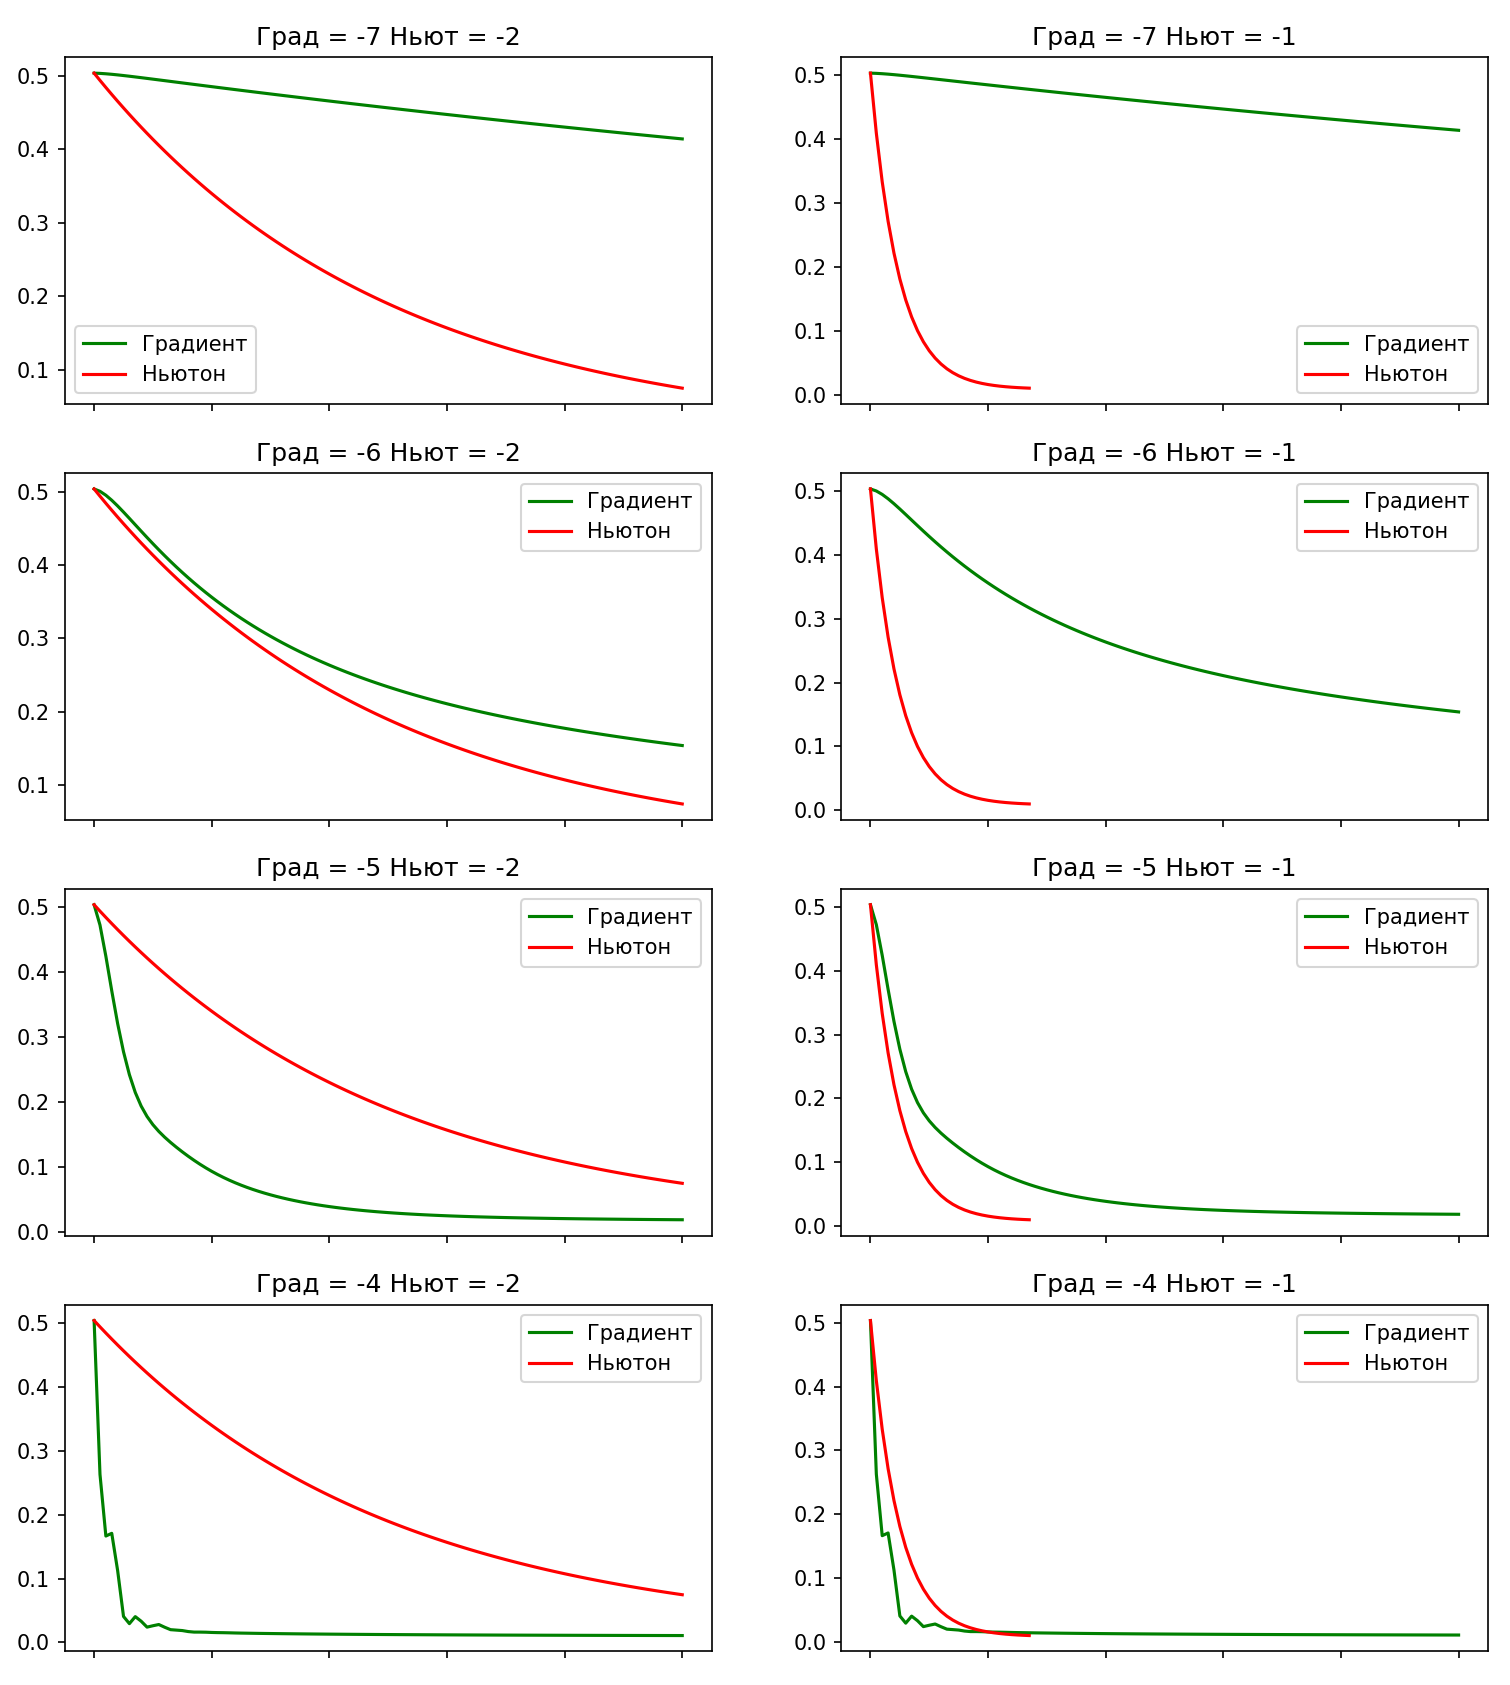 Град = -7 Ньют = -2
0.5
0.4
0.3
0.2
0.1
Градиент
Ньютон
Град = -7 Ньют = -1
0.5
0.4
0.3
0.2
0.1
0.0
Градиент
Ньютон
Град = -6 Ньют = -2
0.5
0.4
0.3
0.2
0.1
Градиент
Ньютон
Град = -6 Ньют = -1
0.5
0.4
0.3
0.2
0.1
0.0
Градиент
Ньютон
Град = -5 Ньют = -2
0.5
0.4
0.3
0.2
0.1
0.0
Градиент
Ньютон
Град = -5 Ньют = -1
0.5
0.4
0.3
0.2
0.1
0.0
Градиент
Ньютон
Град = -4 Ньют = -2
0.5
0.4
0.3
0.2
0.1
0.0
Градиент
Ньютон
Град = -4 Ньют = -1
0.5
0.4
0.3
0.2
0.1
0.0
Градиент
Ньютон